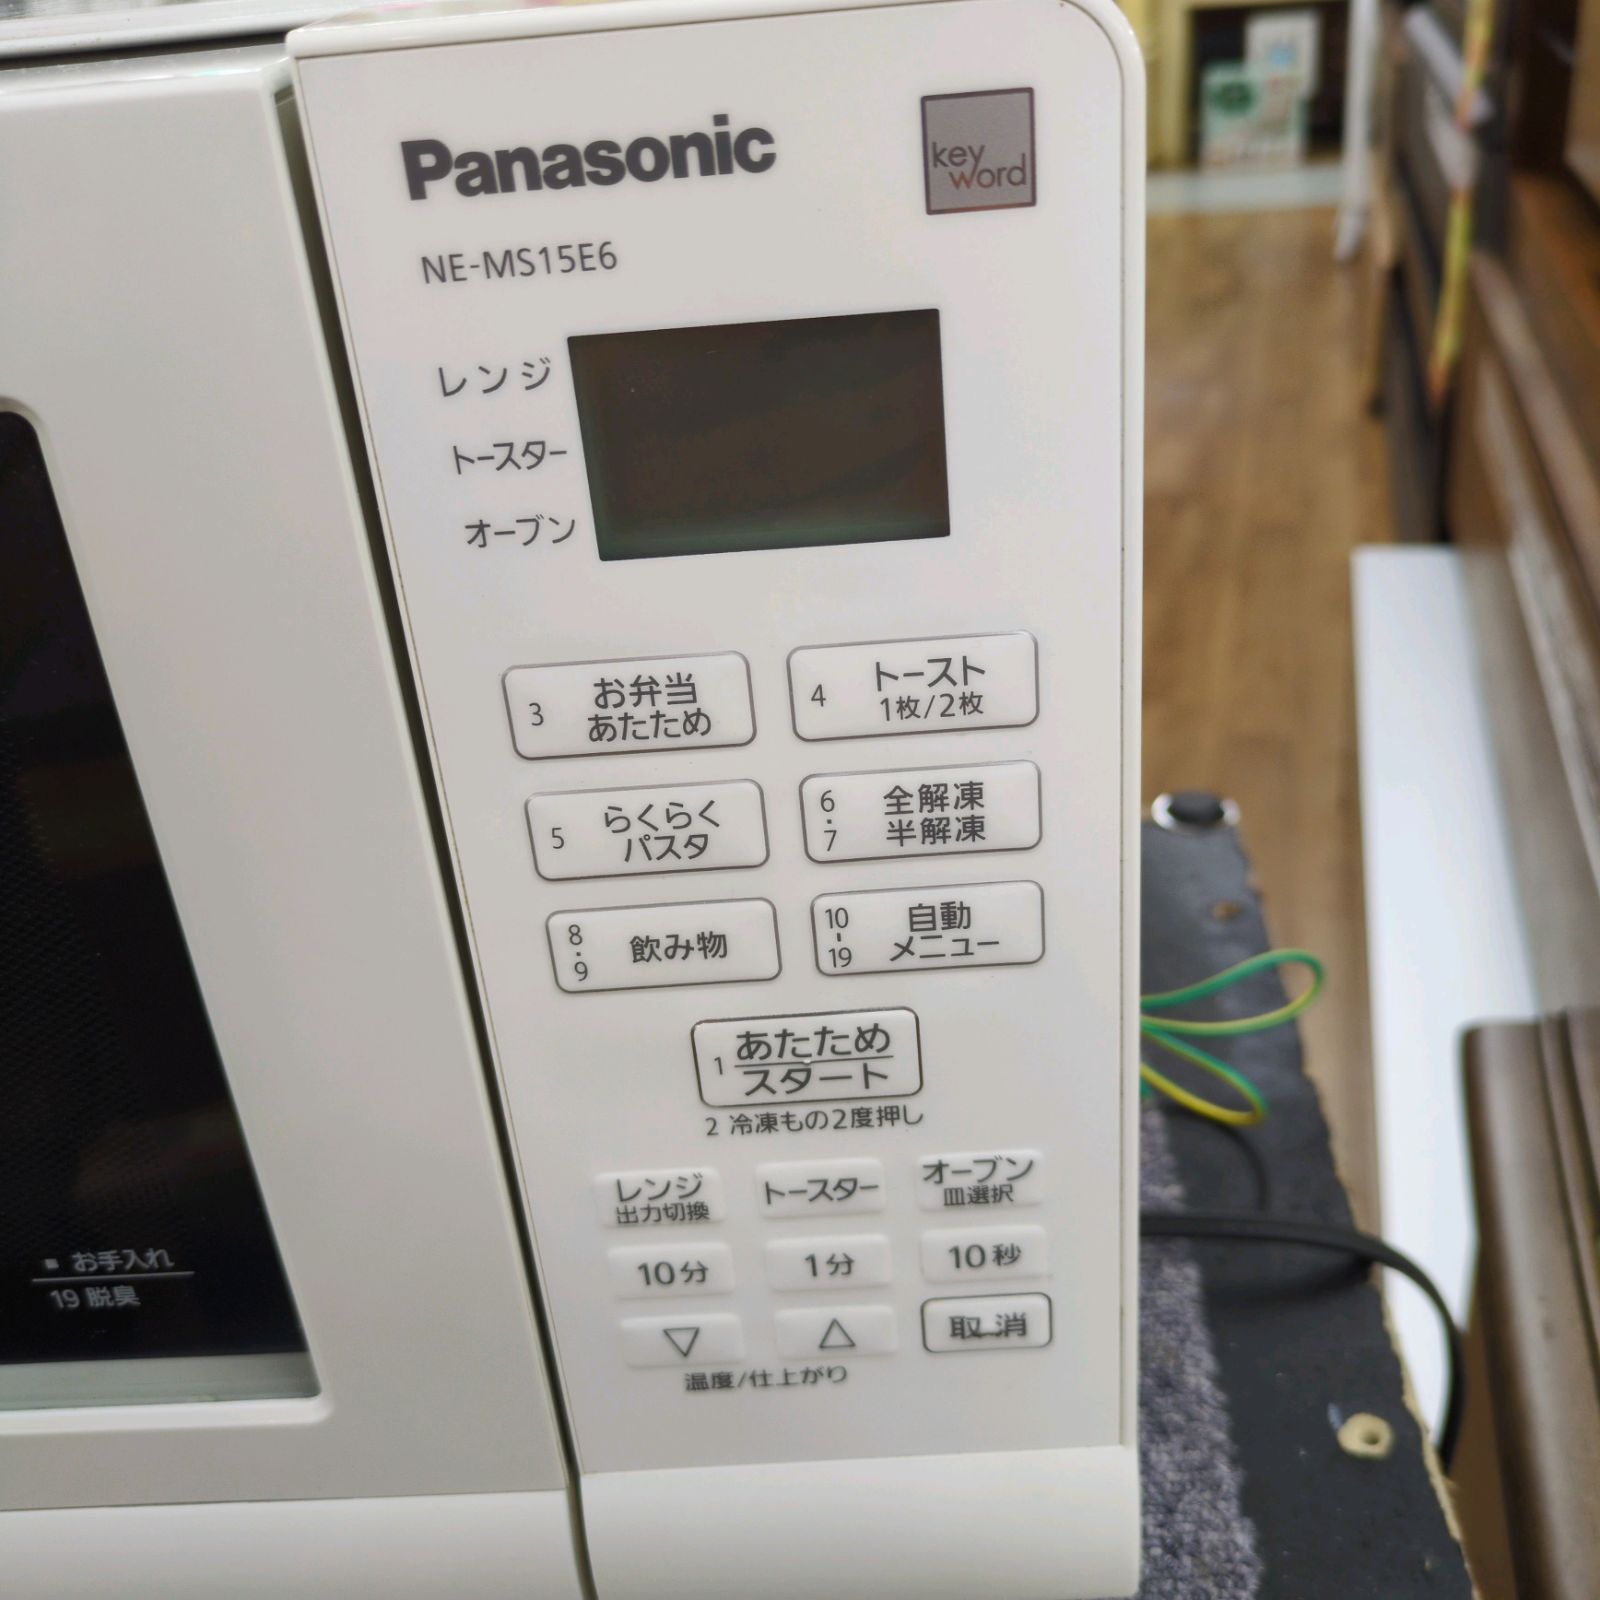 Panasonic
key
word
NE-MS15E6
レンジ
トースター
オーブン
3 お弁当
あたため
4 トースト
1枚/2枚
5 らくらく
パスタ
6・7 全解凍
半解凍
8・9 飲み物
10-19 自動
メニュー
1 あたため
スタート
2 冷凍もの2度押し
レンジ
出力切換
トースター
オーブン
皿選択
10分
1分
10秒
▽
△
取消
温度/仕上がり
■ お手入れ
19 脱臭